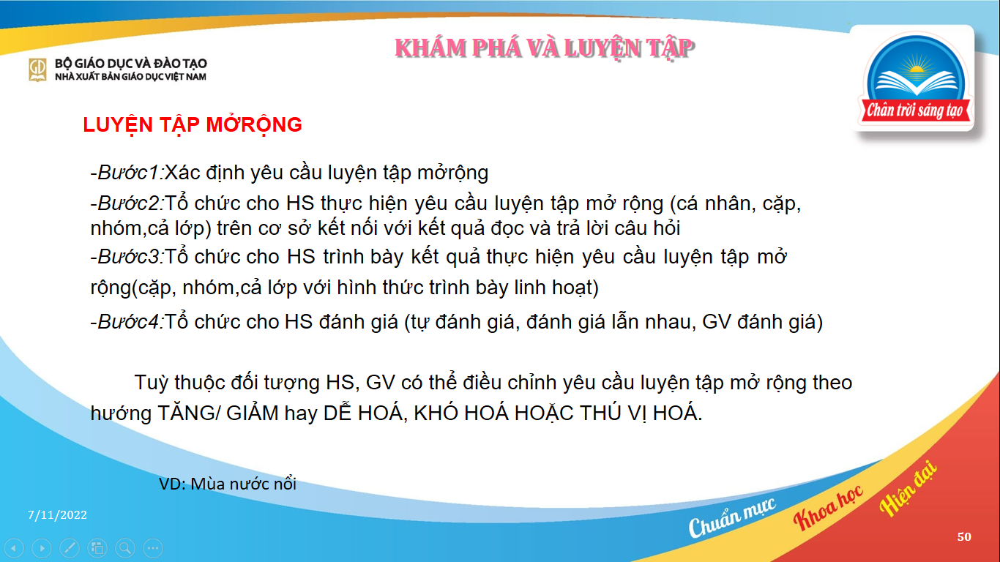 KHÁM PHÁ VÀ LUYỆN TẬP
BỘ GIÁO DỤC VÀ ĐÀO TẠO
NHÀ XUẤT BẢN GIÁO DỤC VIỆT NAM
GD
Chân trời sáng tạo
LUYỆN TẬP MỞRỘNG
-Bước1:Xác định yêu cầu luyện tập mởrộng
-Bước2:Tổ chức cho HS thực hiện yêu cầu luyện tập mở rộng (cá nhân, cặp,
nhóm,cả lớp) trên cơ sở kết nối với kết quả đọc và trả lời câu hỏi
-Bước3:Tổ chức cho HS trình bày kết quả thực hiện yêu cầu luyện tập mở
rộng(cặp, nhóm,cả lớp với hình thức trình bày linh hoạt)
-Bước4:Tổ chức cho HS đánh giá (tự đánh giá, đánh giá lẫn nhau, GV đánh giá)
Tuỳ thuộc đối tượng HS, GV có thể điều chỉnh yêu cầu luyện tập mở rộng theo
hướng TĂNG/ GIẢM hay DỄ HOÁ, KHÓ HOÁ HOẶC THÚ VỊ HOÁ.
VD: Mùa nước nổi
7/11/2022
Chuẩn mực
Khoa học
Hiện đại
50